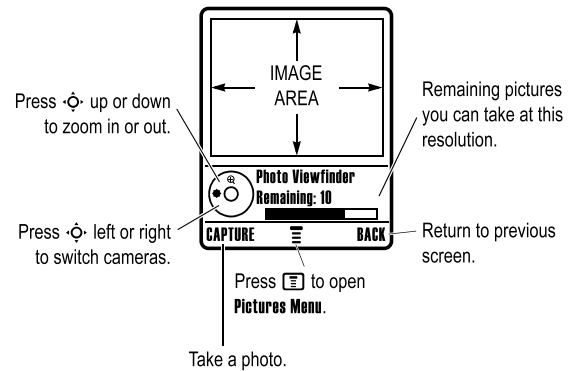 IMAGE
AREA
Press up or down
to zoom in or out.
Remaining pictures
you can take at this
resolution.
Photo Viewfinder
Remaining: 10
Press left or right
to switch cameras.
CAPTURE
BACK
Return to previous
screen.
Press to open
Pictures Menu.
Take a photo.